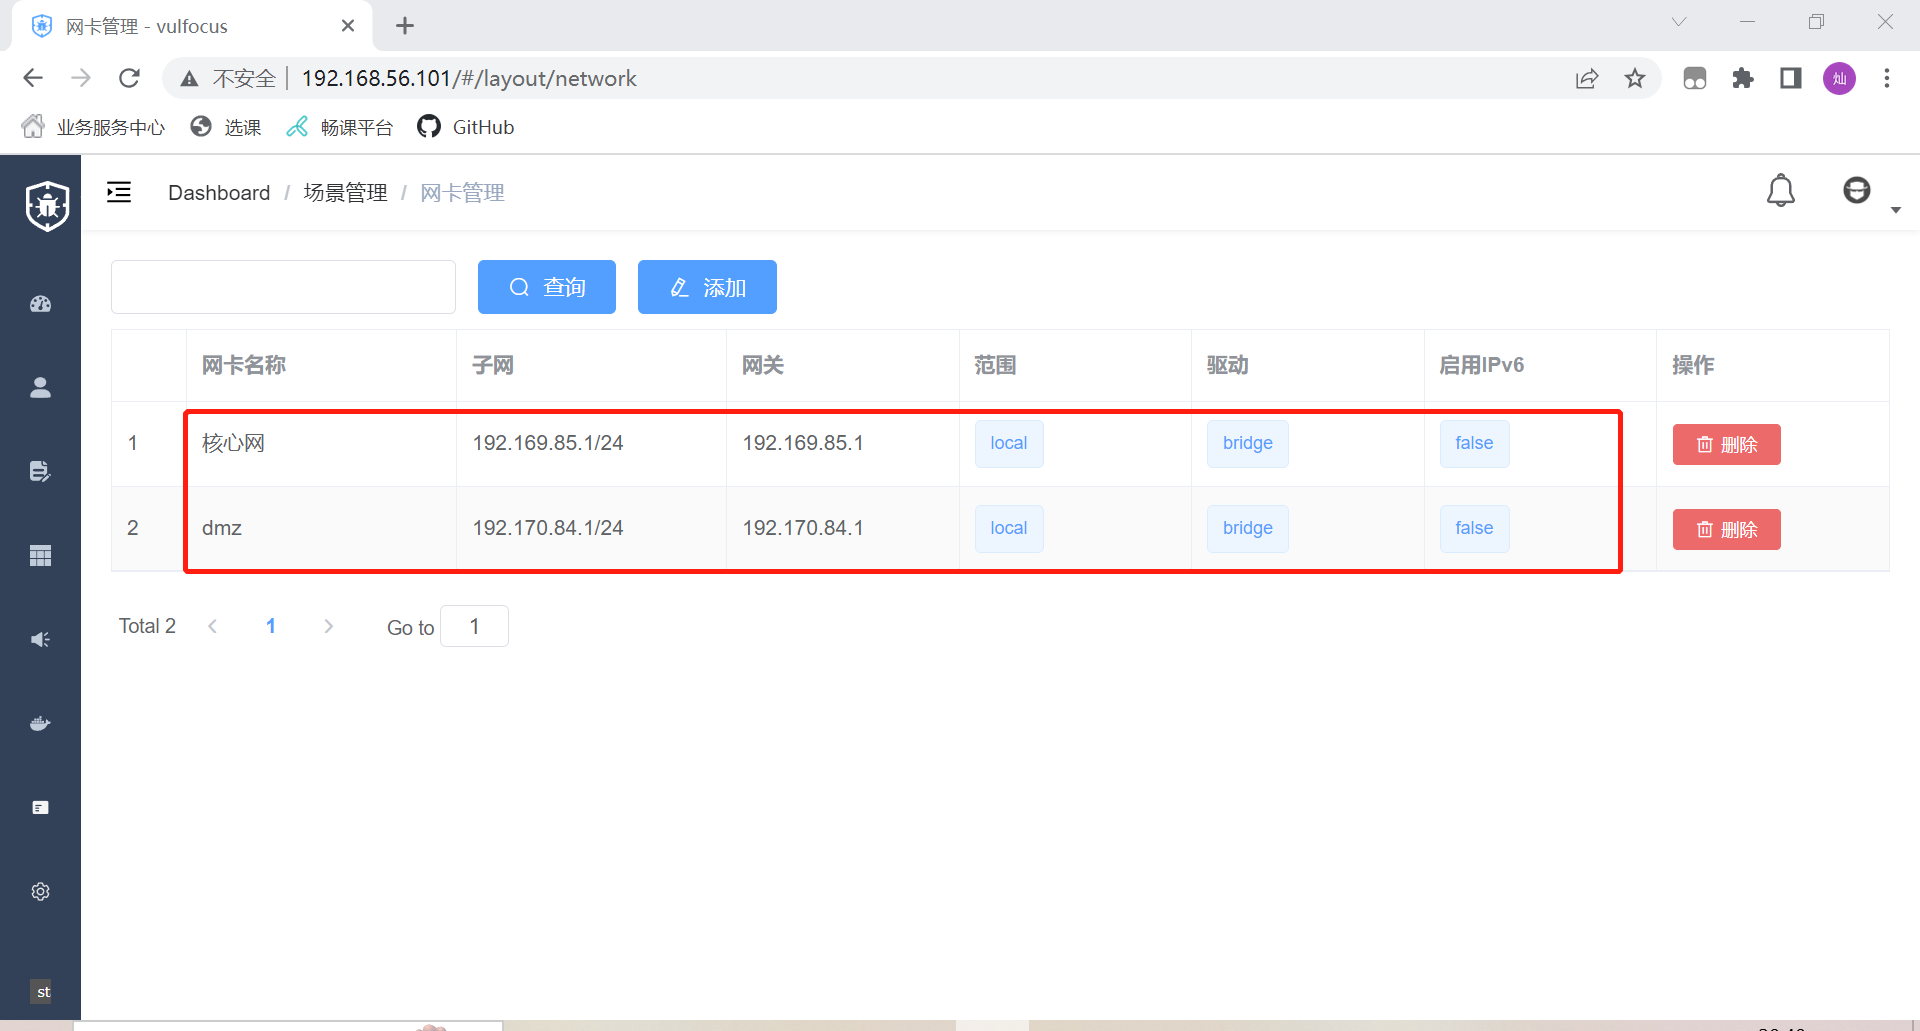 网卡管理 - vulfocus
不安全 192.168.56.101/#/layout/network
灿
业务服务中心 选课 畅课平台 GitHub
Dashboard / 场景管理 / 网卡管理
查询 添加
网卡名称 子网 网关 范围 驱动 启用IPv6 操作
1 核心网 192.169.85.1/24 192.169.85.1 local bridge false 删除
2 dmz 192.170.84.1/24 192.170.84.1 local bridge false 删除
Total 2 1 Go to 1
st